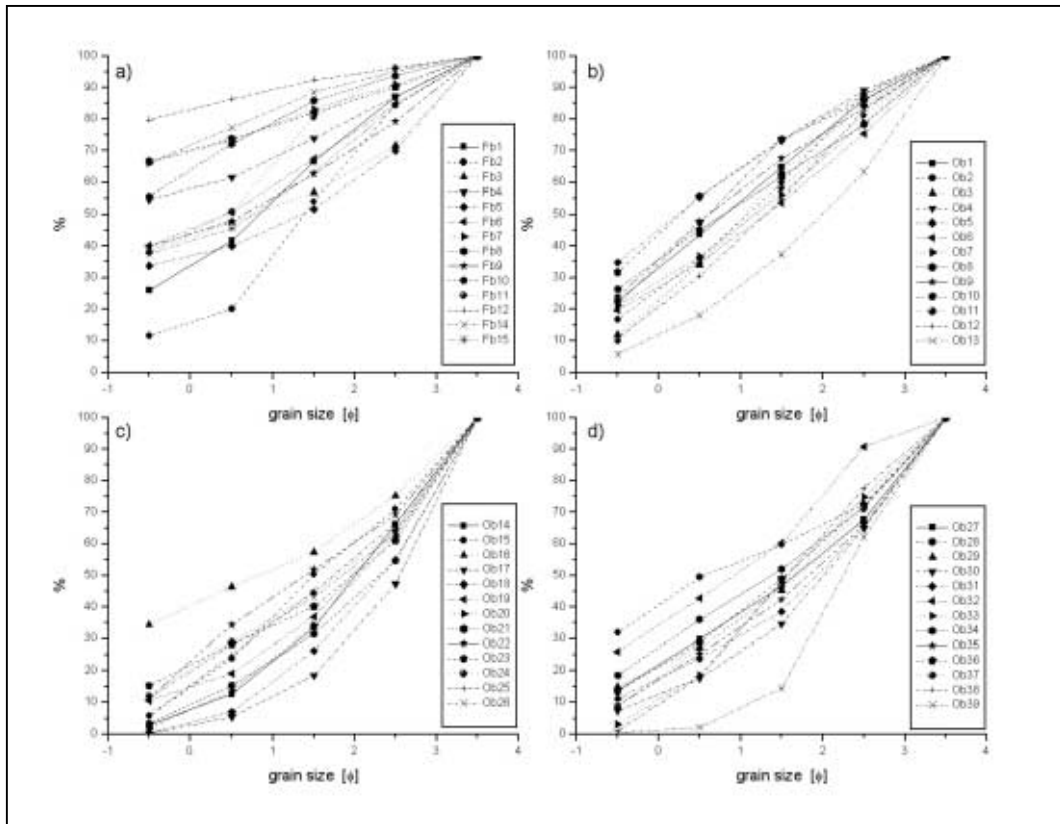 a)
100
90
80
70
60
50
40
30
20
10
0
%
-1
0
1
2
3
4
grain size [ϕ]
Fb1
Fb2
Fb3
Fb4
Fb5
Fb6
Fb7
Fb8
Fb9
Fb10
Fb11
Fb12
Fb14
Fb15
b)
100
90
80
70
60
50
40
30
20
10
0
%
-1
0
1
2
3
4
grain size [ϕ]
Ob1
Ob2
Ob3
Ob4
Ob5
Ob6
Ob7
Ob8
Ob9
Ob10
Ob11
Ob12
Ob13
c)
100
90
80
70
60
50
40
30
20
10
0
%
-1
0
1
2
3
4
grain size [ϕ]
Ob14
Ob15
Ob16
Ob17
Ob18
Ob19
Ob20
Ob21
Ob22
Ob23
Ob24
Ob25
Ob26
d)
100
90
80
70
60
50
40
30
20
10
0
%
-1
0
1
2
3
4
grain size [ϕ]
Ob27
Ob28
Ob29
Ob30
Ob31
Ob32
Ob33
Ob34
Ob35
Ob36
Ob37
Ob38
Ob39